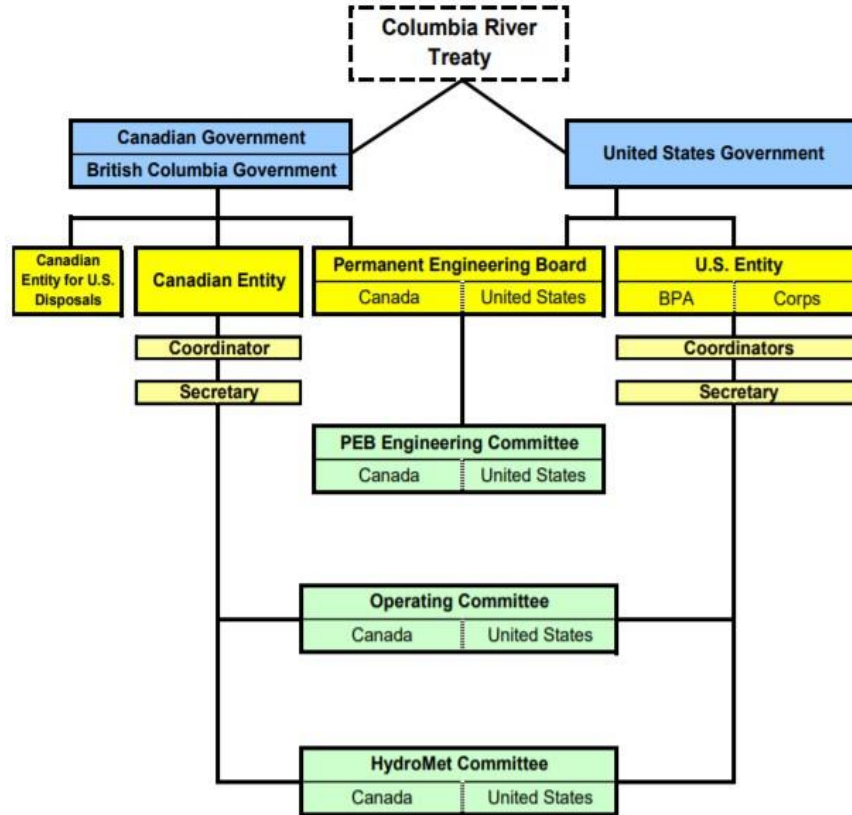 Columbia River
Treaty
Canadian Government
British Columbia Government
United States Government
Canadian
Entity for U.S.
Disposals
Canadian Entity
Permanent Engineering Board
Canada United States
U.S. Entity
BPA Corps
Coordinator
Coordinators
Secretary
Secretary
PEB Engineering Committee
Canada United States
Operating Committee
Canada United States
HydroMet Committee
Canada United States